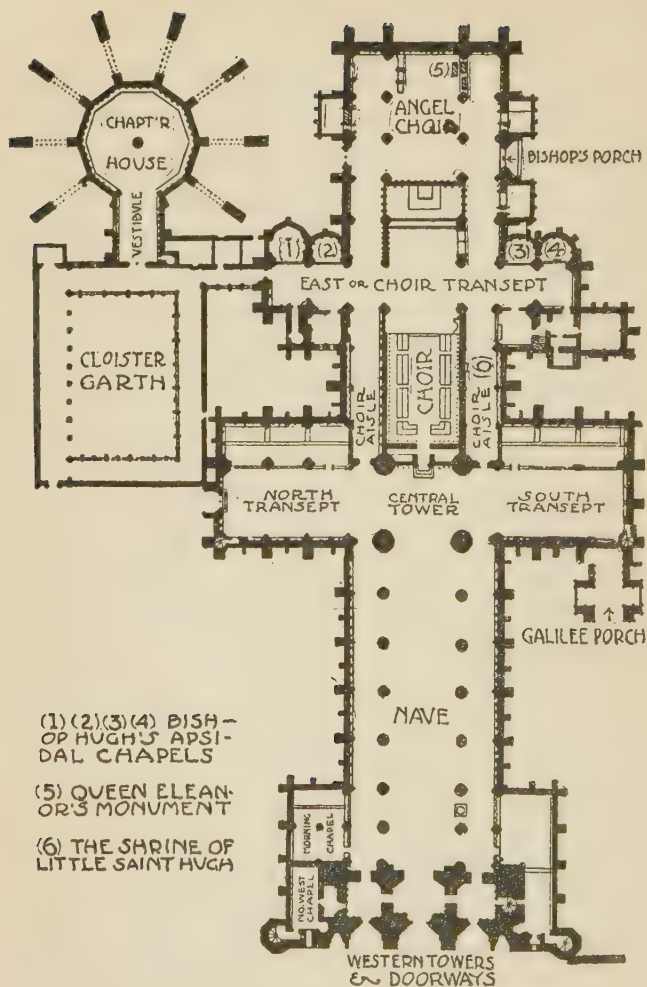 CHAPT'R
HOUSE
VESTIBULE
(5)
ANGEL
CHOIR
← BISHOP'S PORCH
(1) (2)
(3) (4)
EAST OR CHOIR TRANSEPT
CLOISTER
GARTH
CHOIR
AISLE
CHOIR
CHOIR
AISLE
(6)
NORTH
TRANSEPT
CENTRAL
TOWER
SOUTH
TRANSEPT
↑
GALILEE PORCH
NAVE
(1) (2) (3) (4) BISH-
OP HUGH'S APSI-
DAL CHAPELS
(5) QUEEN ELEAN-
OR'S MONUMENT
(6) THE SHRINE OF
LITTLE SAINT HUGH
MORNING
CHAPEL
NO. WEST
CHAPEL
WESTERN TOWERS
& DOORWAYS